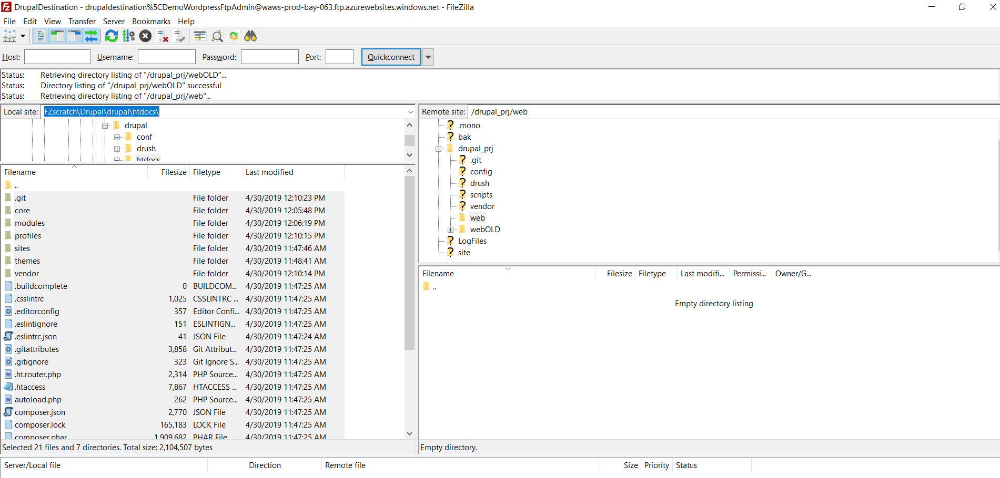 DrupalDestination - drupaldestination%5CDemoWordpressFtpAdmin@waws-prod-bay-063.ftp.azurewebsites.windows.net - FileZilla
File Edit View Transfer Server Bookmarks Help
Host: Username: Password: Port: Quickconnect
Status: Retrieving directory listing of "/drupal_prj/webOLD"...
Status: Directory listing of "/drupal_prj/webOLD" successful
Status: Retrieving directory listing of "/drupal_prj/web"...
Local site: FZscratch\Drupal\drupal\htdocs\
drupal
conf
drush
htdocs
Filename Filesize Filetype Last modified
..
.git File folder 4/30/2019 12:10:23 PM
core File folder 4/30/2019 12:05:48 PM
modules File folder 4/30/2019 12:06:19 PM
profiles File folder 4/30/2019 12:10:15 PM
sites File folder 4/30/2019 11:47:46 AM
themes File folder 4/30/2019 11:48:41 AM
vendor File folder 4/30/2019 12:10:14 PM
.buildcomplete 0 BUILDCOM... 4/30/2019 11:47:25 AM
.csslintrc 1,025 CSSLINTRC ... 4/30/2019 11:47:25 AM
.editorconfig 357 Editor Confi... 4/30/2019 11:47:25 AM
.eslintignore 151 ESLINTIGN... 4/30/2019 11:47:25 AM
.eslintrc.json 41 JSON File 4/30/2019 11:47:24 AM
.gitattributes 3,858 Git Attribut... 4/30/2019 11:47:25 AM
.gitignore 323 Git Ignore S... 4/30/2019 11:47:25 AM
.ht.router.php 2,314 PHP Source... 4/30/2019 11:47:25 AM
.htaccess 7,867 HTACCESS ... 4/30/2019 11:47:25 AM
autoload.php 262 PHP Source... 4/30/2019 11:47:25 AM
composer.json 2,770 JSON File 4/30/2019 11:47:25 AM
composer.lock 165,183 LOCK File 4/30/2019 11:47:25 AM
composer.phar 1,909,682 PHAR File 4/30/2019 11:47:25 AM
Selected 21 files and 7 directories. Total size: 2,104,507 bytes
Remote site: /drupal_prj/web
.mono
bak
drupal_prj
.git
config
drush
scripts
vendor
web
webOLD
LogFiles
site
Filename Filesize Filetype Last modifi... Permissi... Owner/G...
..
Empty directory listing
Empty directory.
Server/Local file Direction Remote file Size Priority Status